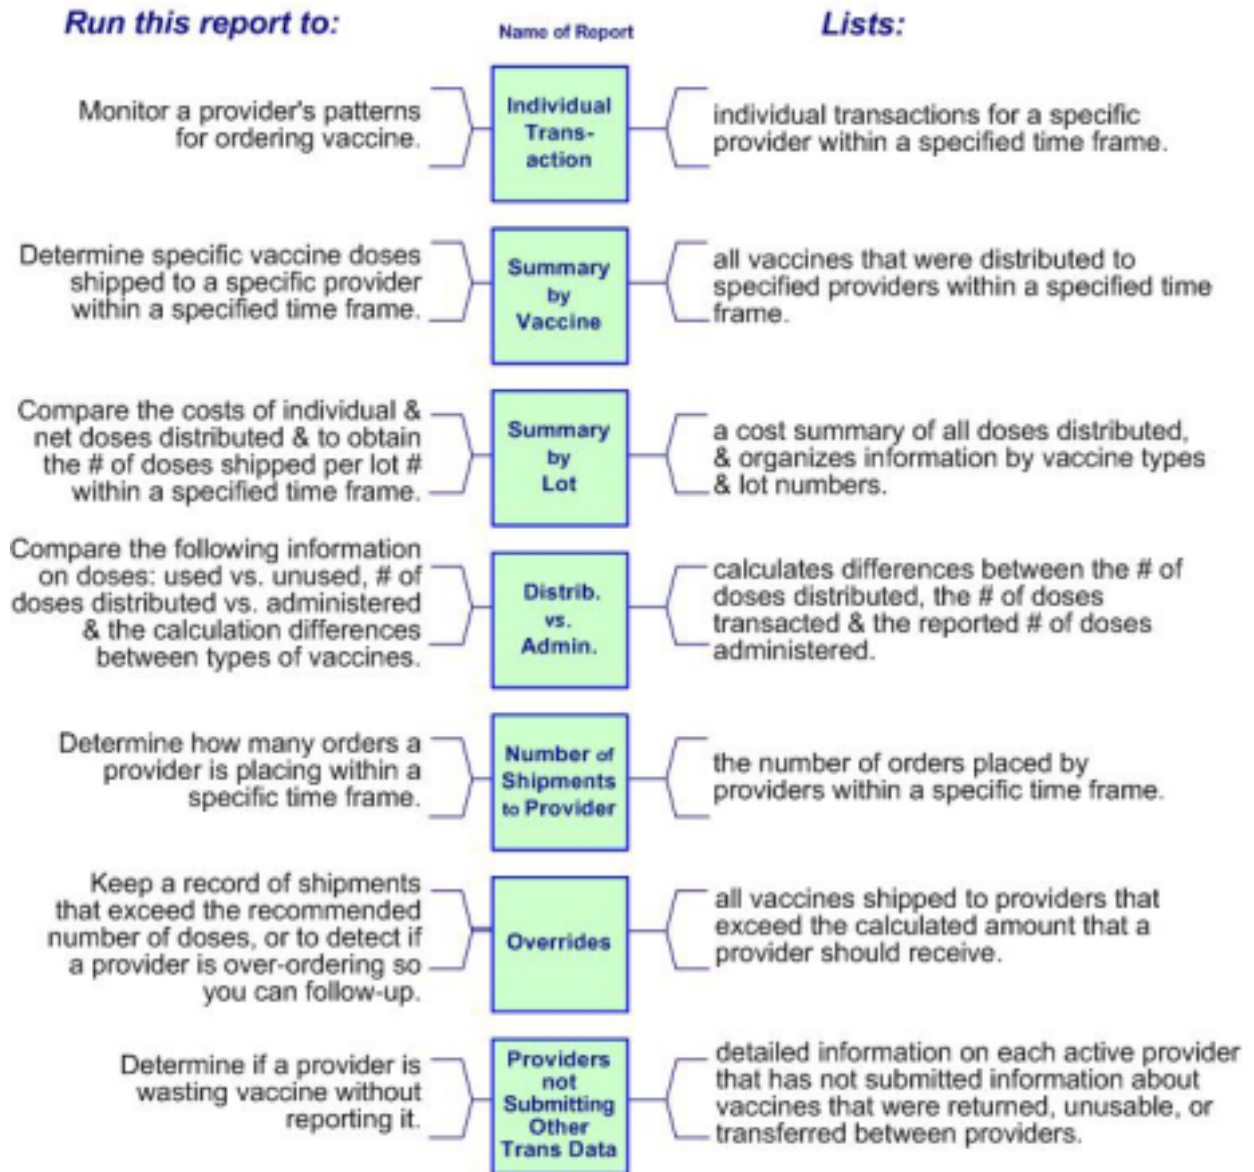 Run this report to:
Name of Report
Lists:
Monitor a provider's patterns
for ordering vaccine.
Individual
Trans-
action
individual transactions for a specific
provider within a specified time frame.
Determine specific vaccine doses
shipped to a specific provider
within a specified time frame.
Summary
by
Vaccine
all vaccines that were distributed to
specified providers within a specified time
frame.
Compare the costs of individual &
net doses distributed & to obtain
the # of doses shipped per lot #
within a specified time frame.
Summary
by
Lot
a cost summary of all doses distributed,
& organizes information by vaccine types
& lot numbers.
Compare the following information
on doses: used vs. unused, # of
doses distributed vs. administered
& the calculation differences
between types of vaccines.
Distrib.
vs.
Admin.
calculates differences between the # of
doses distributed, the # of doses
transacted & the reported # of doses
administered.
Determine how many orders a
provider is placing within a
specific time frame.
Number of
Shipments
to Provider
the number of orders placed by
providers within a specific time frame.
Keep a record of shipments
that exceed the recommended
number of doses, or to detect if
a provider is over-ordering so
you can follow-up.
Overrides
all vaccines shipped to providers that
exceed the calculated amount that a
provider should receive.
Determine if a provider is
wasting vaccine without
reporting it.
Providers
not
Submitting
Other
Trans Data
detailed information on each active provider
that has not submitted information about
vaccines that were returned, unusable, or
transferred between providers.